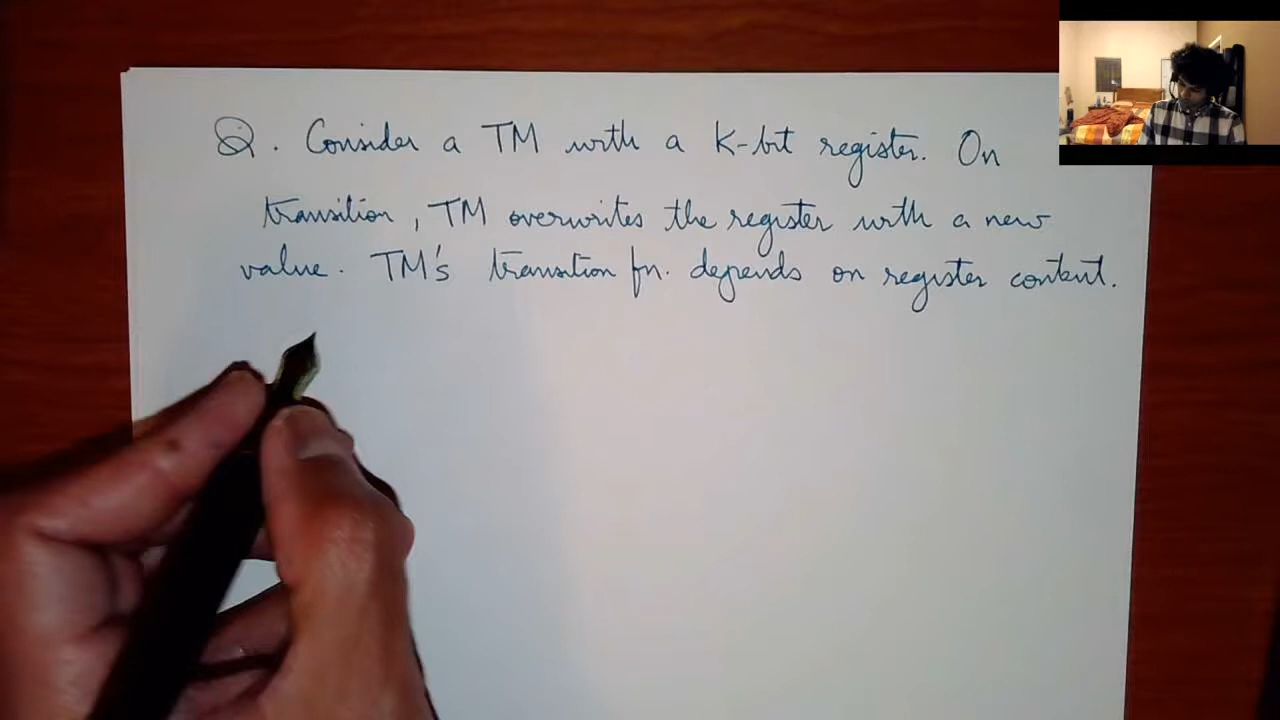 Q. Consider a TM with a K-bit register. On
transition, TM overwrites the register with a new
value. TM's transition fn. depends on register content.